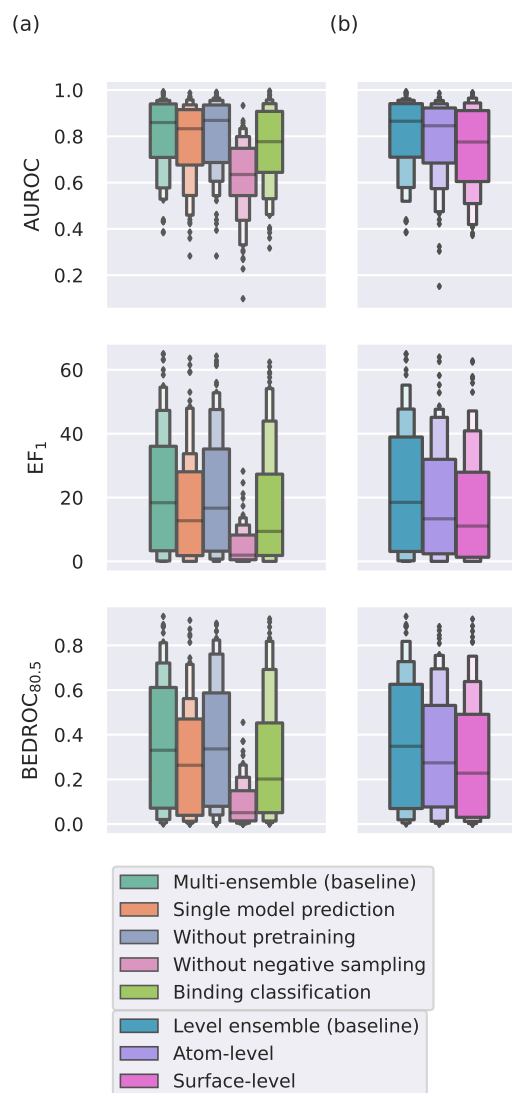 (a) (b)
1.0
0.8
0.6
0.4
0.2
AUROC
60
40
20
0
EF1
0.8
0.6
0.4
0.2
0.0
BEDROC80.5
Multi-ensemble (baseline)
Single model prediction
Without pretraining
Without negative sampling
Binding classification
Level ensemble (baseline)
Atom-level
Surface-level